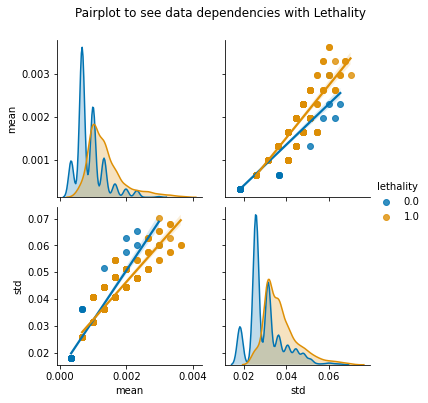 Pairplot to see data dependencies with Lethality
0.003
0.002
0.001
mean
lethality
0.0
1.0
0.07
0.06
0.05
0.04
0.03
0.02
std
0.000 0.002 0.004
mean
0.02 0.04 0.06
std